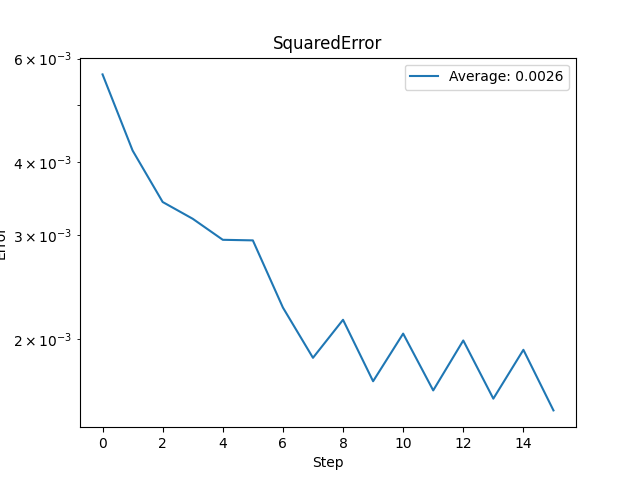 SquaredError
Average: 0.0026
6 × 10⁻³
4 × 10⁻³
3 × 10⁻³
2 × 10⁻³
Error
0 2 4 6 8 10 12 14
Step